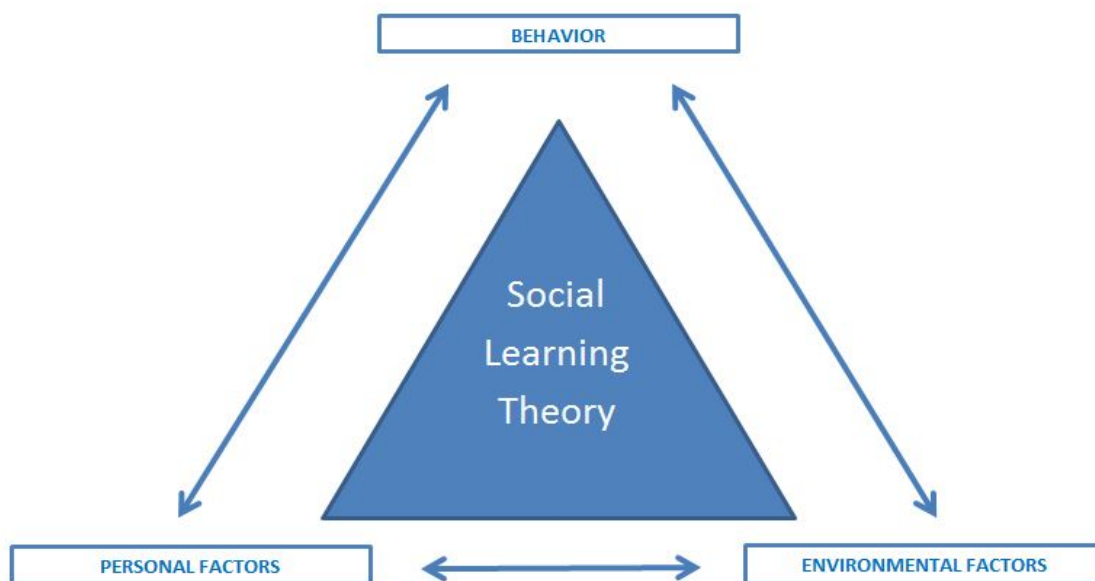 BEHAVIOR
Social
Learning
Theory
PERSONAL FACTORS
ENVIRONMENTAL FACTORS